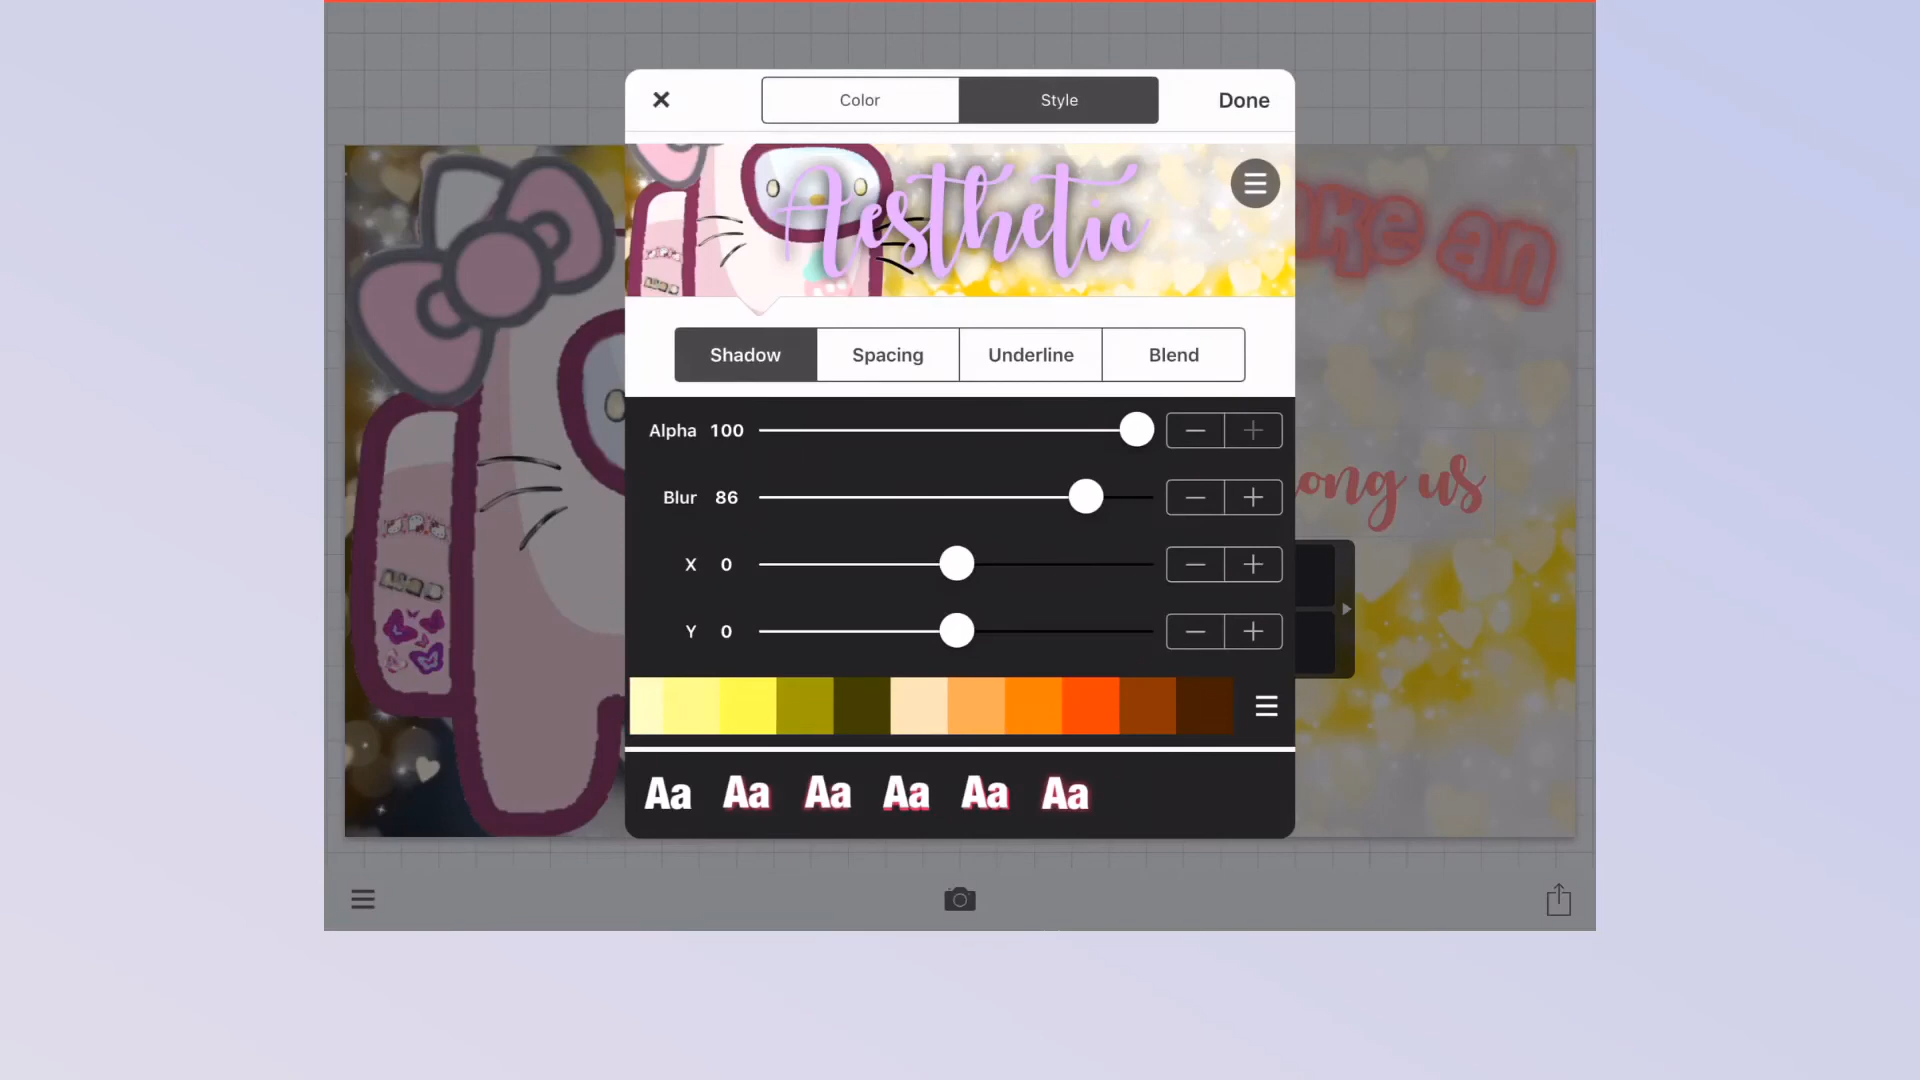 Color
Style
Done
Aesthetic
ke an
Shadow
Spacing
Underline
Blend
Alpha 100
Blur 86
ong us
X 0
Y 0
Aa Aa Aa Aa Aa Aa